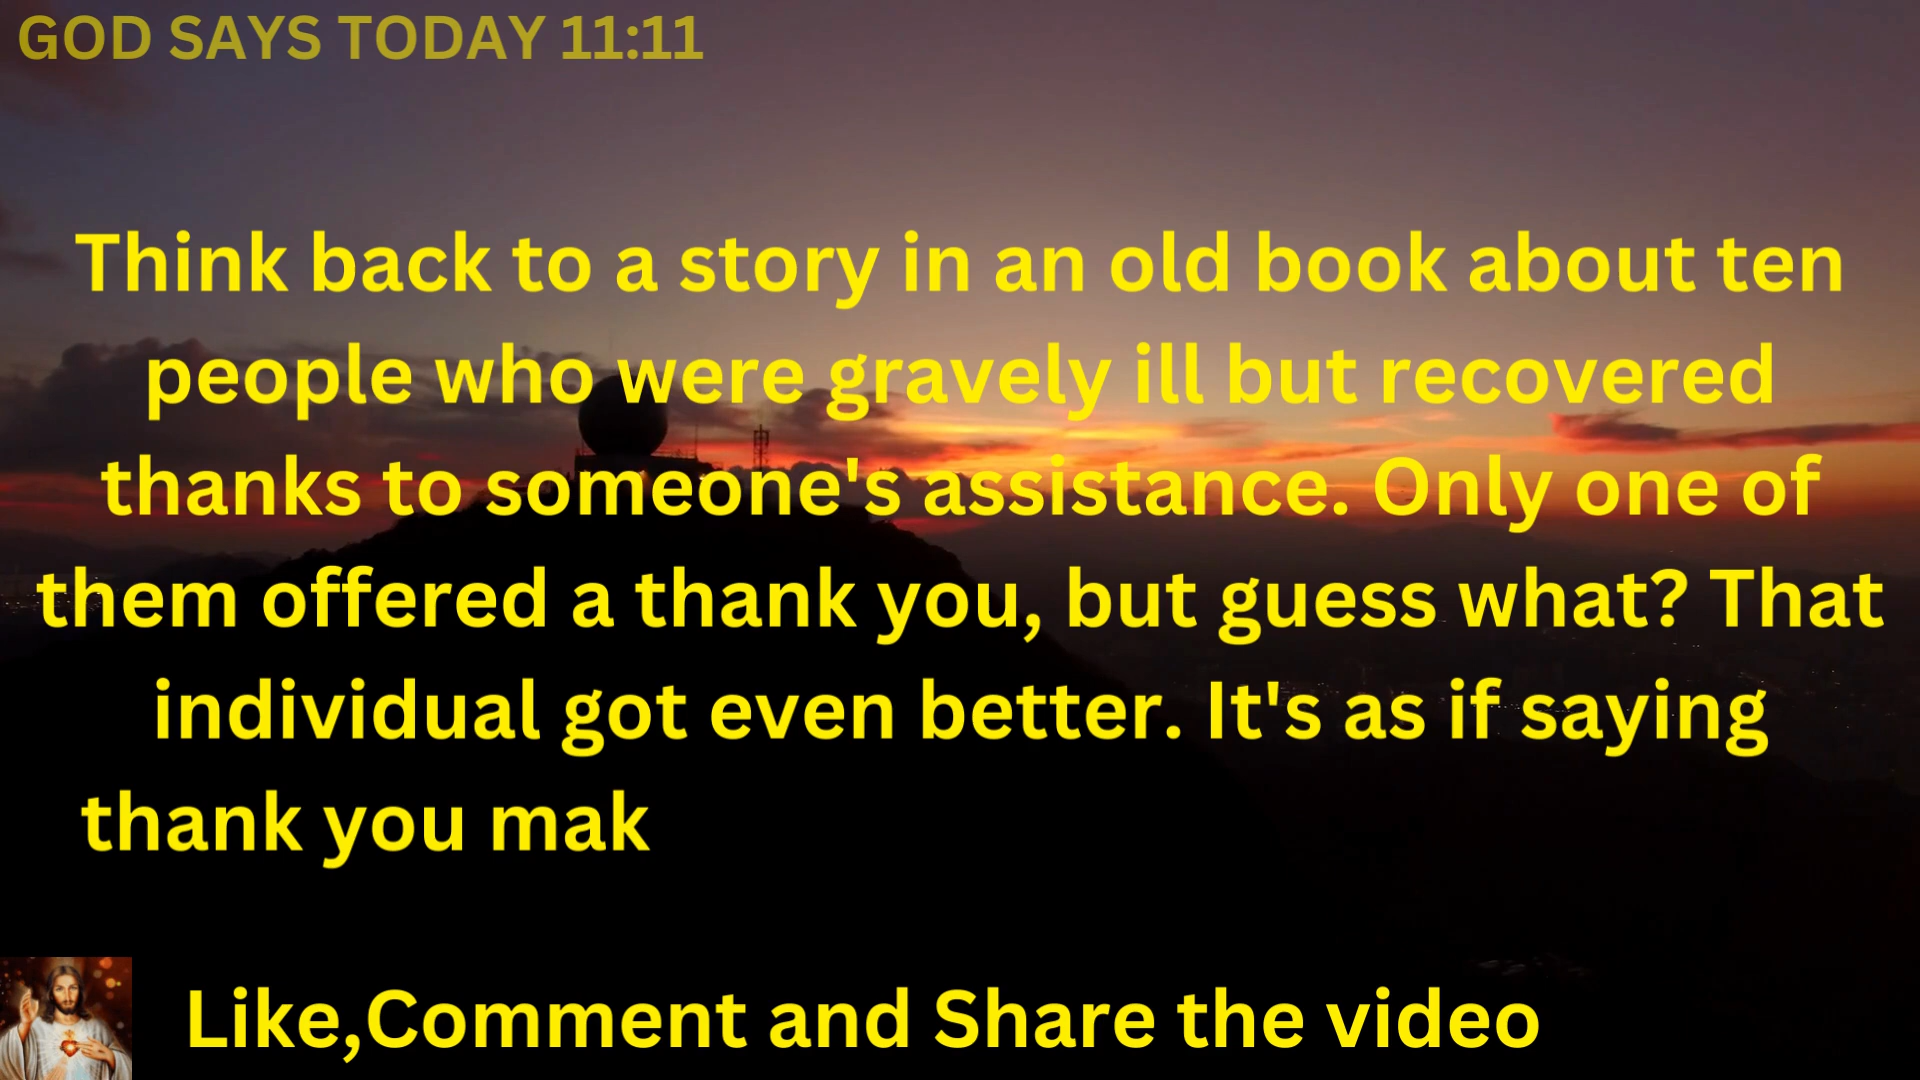 GOD SAYS TODAY 11:11
Think back to a story in an old book about ten
people who were gravely ill but recovered
thanks to someone's assistance. Only one of
them offered a thank you, but guess what? That
individual got even better. It's as if saying
thank you mak
Like,Comment and Share the video